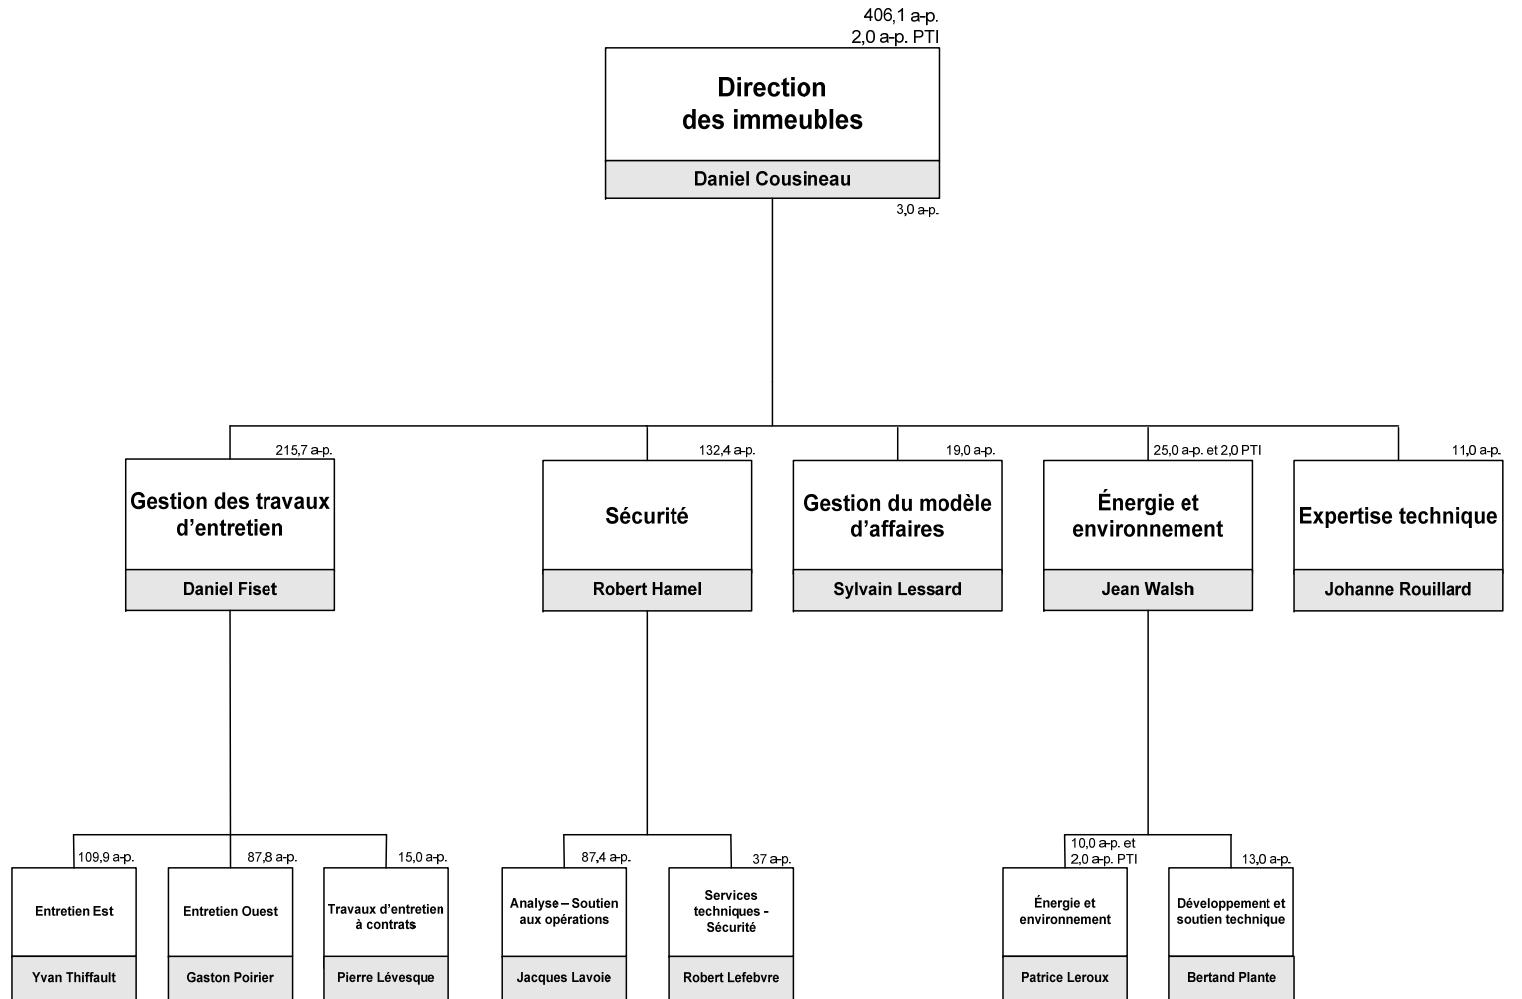 406,1 a-p.
2,0 a-p. PTI
Direction
des immeubles
Daniel Cousineau
3,0 a-p.
215,7 a-p.
Gestion des travaux
d'entretien
Daniel Fiset
132,4 a-p.
Sécurité
Robert Hamel
19,0 a-p.
Gestion du modèle
d'affaires
Sylvain Lessard
25,0 a-p. et 2,0 PTI
Énergie et
environnement
Jean Walsh
11,0 a-p.
Expertise technique
Johanne Rouillard
109,9 a-p.
Entretien Est
Yvan Thiffault
87,8 a-p.
Entretien Ouest
Gaston Poirier
15,0 a-p.
Travaux d'entretien
à contrats
Pierre Lévesque
87,4 a-p.
Analyse – Soutien
aux opérations
Jacques Lavoie
37 a-p.
Services
techniques -
Sécurité
Robert Lefebvre
10,0 a-p. et
2,0 a-p. PTI
Énergie et
environnement
Patrice Leroux
13,0 a-p.
Développement et
soutien technique
Bertand Plante